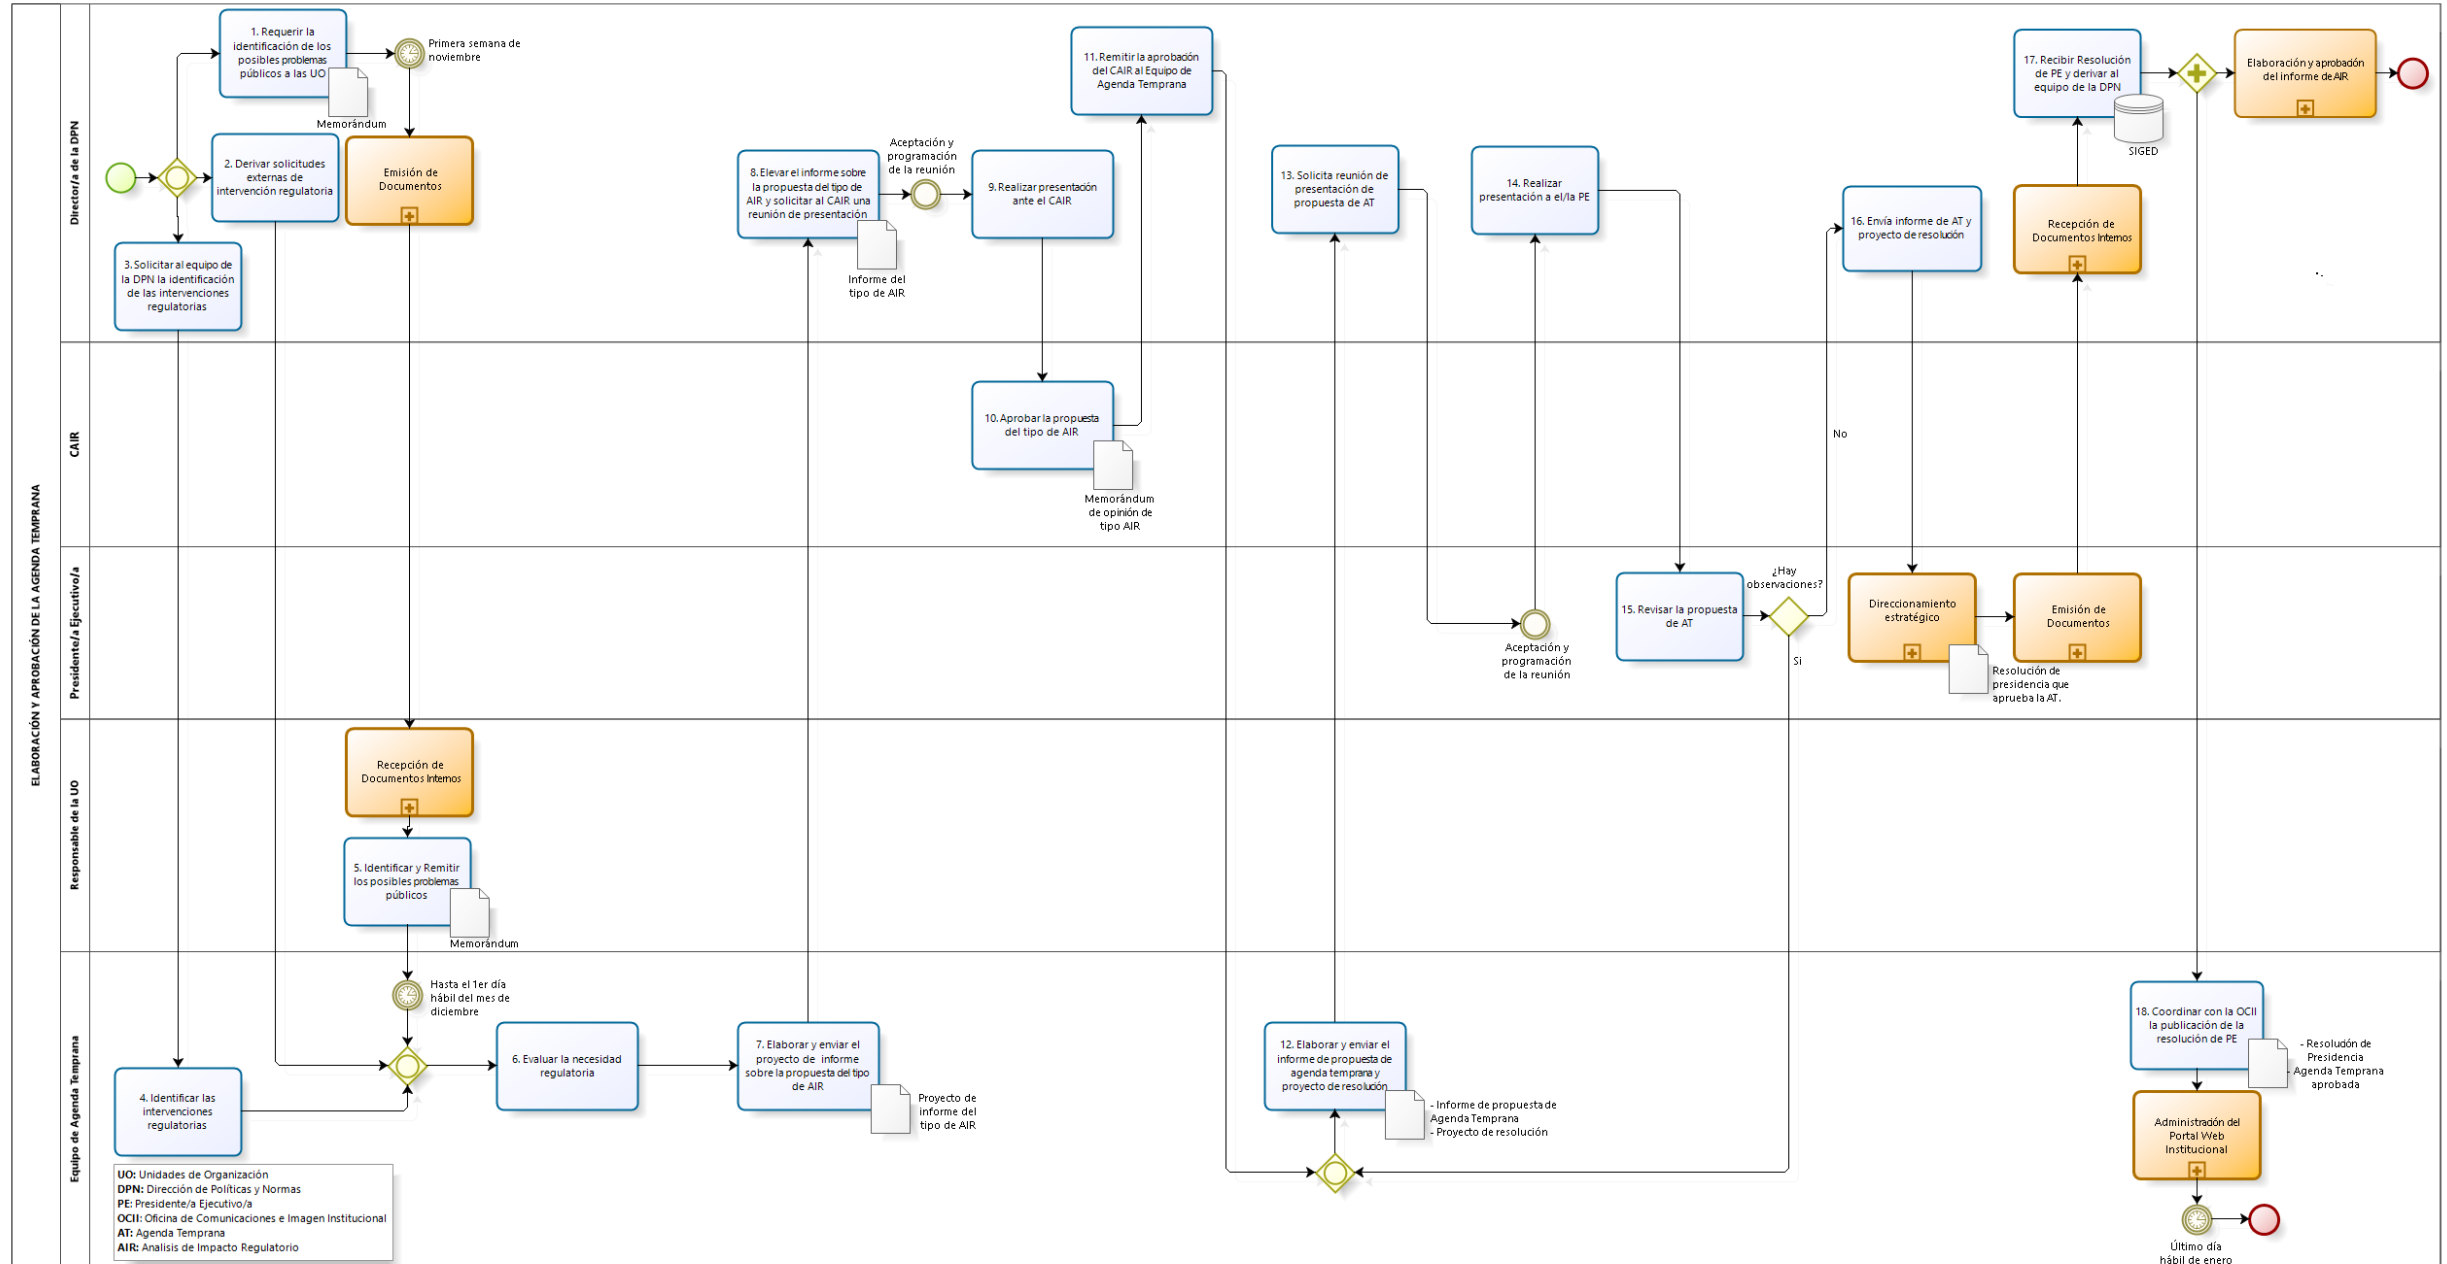 ELABORACIÓN Y APROBACIÓN DE LA AGENDA TEMPRANA
Director/a de la DPN
1. Requerir la
identificación de los
posibles problemas
públicos a las UO
Memorándum
Primera semana de
noviembre
2. Derivar solicitudes
externas de
intervención regulatoria
Emisión de
Documentos
3. Solicitar al equipo de
la DPN la identificación
de las intervenciones
regulatorias
8. Elevar el informe sobre
la propuesta del tipo de
AIR y solicitar al CAIR una
reunión de presentación
Informe del
tipo de AIR
Aceptación y
programación
de la reunión
9. Realizar presentación
ante el CAIR
11. Remitir la aprobación
del CAIR al Equipo de
Agenda Temprana
13. Solicita reunión de
presentación de
propuesta de AT
14. Realizar
presentación a el/la PE
16. Envía informe de AT y
proyecto de resolución
17. Recibir Resolución
de PE y derivar al
equipo de la DPN
SIGED
Recepción de
Documentos Internos
Elaboración y aprobación
del informe de AIR
CAIR
10. Aprobar la propuesta
del tipo de AIR
Memorándum
de opinión de
tipo AIR
No
Presidente/a Ejecutivo/a
Aceptación y
programación
de la reunión
15. Revisar la propuesta
de AT
¿Hay
observaciones?
Si
Direccionamiento
estratégico
Resolución de
presidencia que
aprueba la AT.
Emisión de
Documentos
Responsable de la UO
Recepción de
Documentos Internos
5. Identificar y Remitir
los posibles problemas
públicos
Memorándum
Equipo de Agenda Temprana
Hasta el 1er día
hábil del mes de
diciembre
4. Identificar las
intervenciones
regulatorias
6. Evaluar la necesidad
regulatoria
7. Elaborar y enviar el
proyecto de informe
sobre la propuesta del tipo
de AIR
Proyecto de
informe del
tipo de AIR
12. Elaborar y enviar el
informe de propuesta de
agenda temprana y
proyecto de resolución
- Informe de propuesta de
Agenda Temprana
- Proyecto de resolución
18. Coordinar con la OCII
la publicación de la
resolución de PE
- Resolución de
Presidencia
- Agenda Temprana
aprobada
Administración del
Portal Web
Institucional
Último día
hábil de enero
UO: Unidades de Organización
DPN: Dirección de Políticas y Normas
PE: Presidente/a Ejecutivo/a
OCII: Oficina de Comunicaciones e Imagen Institucional
AT: Agenda Temprana
AIR: Analisis de Impacto Regulatorio